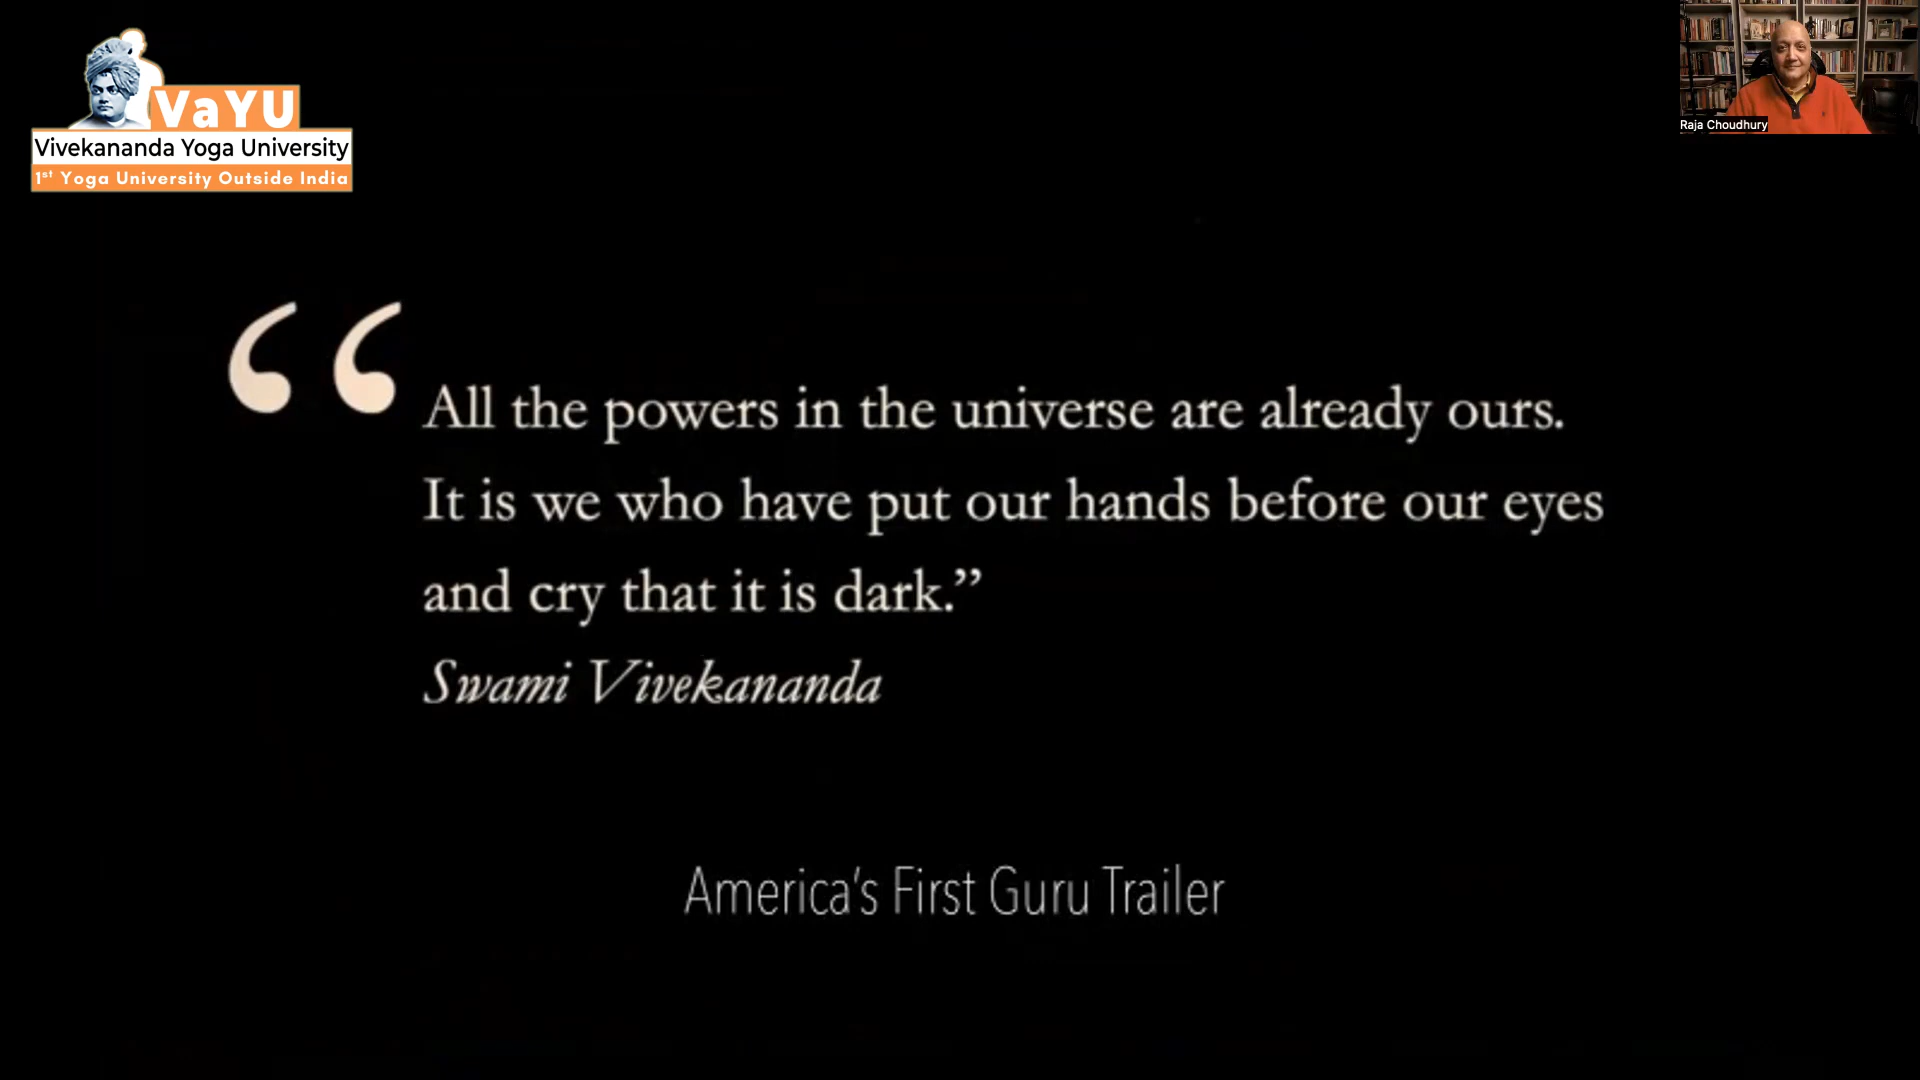 VaYU
Vivekananda Yoga University
1st Yoga University Outside India
Raja Choudhury
“All the powers in the universe are already ours.
It is we who have put our hands before our eyes
and cry that it is dark.”
Swami Vivekananda
America’s First Guru Trailer